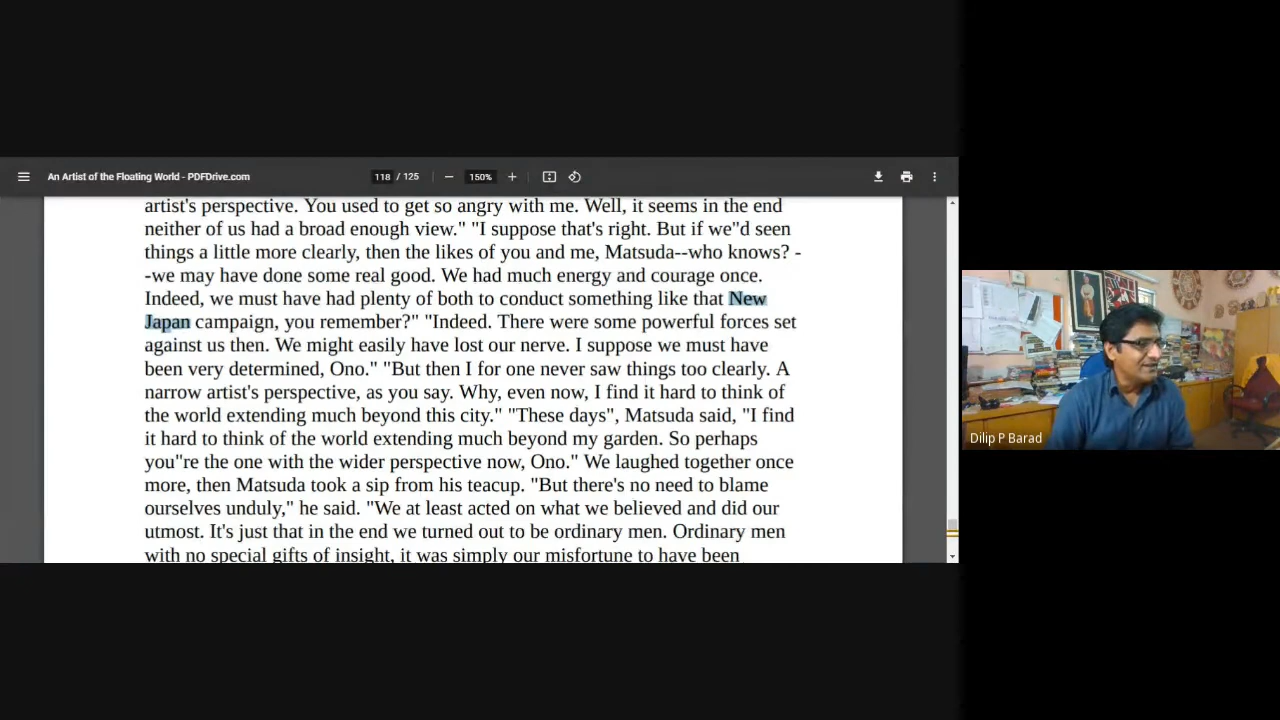 An Artist of the Floating World - PDFDrive.com
118 / 125
150%
artist's perspective. You used to get so angry with me. Well, it seems in the end
neither of us had a broad enough view." "I suppose that's right. But if we"d seen
things a little more clearly, then the likes of you and me, Matsuda--who knows? -
-we may have done some real good. We had much energy and courage once.
Indeed, we must have had plenty of both to conduct something like that New
Japan campaign, you remember?" "Indeed. There were some powerful forces set
against us then. We might easily have lost our nerve. I suppose we must have
been very determined, Ono." "But then I for one never saw things too clearly. A
narrow artist's perspective, as you say. Why, even now, I find it hard to think of
the world extending much beyond this city." "These days", Matsuda said, "I find
it hard to think of the world extending much beyond my garden. So perhaps
you"re the one with the wider perspective now, Ono." We laughed together once
more, then Matsuda took a sip from his teacup. "But there's no need to blame
ourselves unduly," he said. "We at least acted on what we believed and did our
utmost. It's just that in the end we turned out to be ordinary men. Ordinary men
with no special gifts of insight, it was simply our misfortune to have been
Dilip P Barad